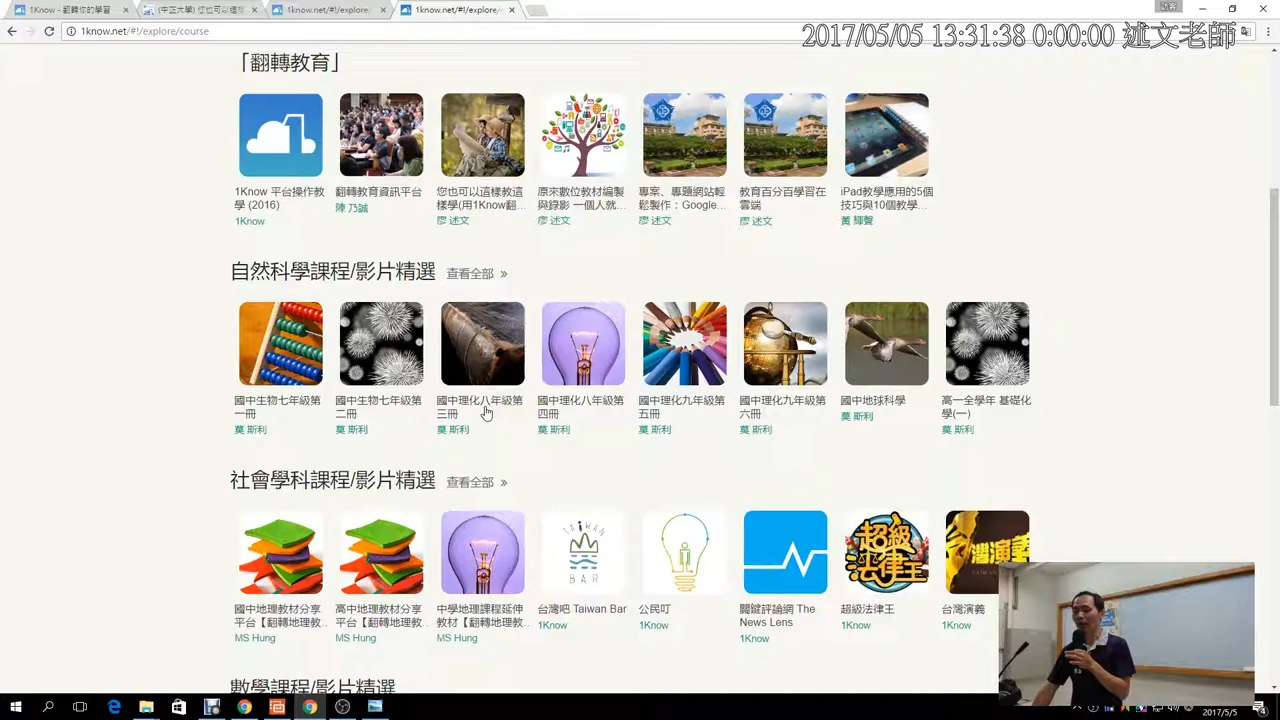 1Know - 翻轉你的學習
(中正大學) 您也可以這樣
1know.net/#!/explore/
1know.net/#!/explore/
訪客
1know.net/#!/explore/course
2017/05/05 13:31:38 0:00:00 述文老師
「翻轉教育」
1Know 平台操作教學 (2016)
1Know
翻轉教育資訊平台
陳 乃誠
您也可以這樣教這樣學(用1Know翻...
廖 述文
原來數位教材編製與錄影 一個人就...
廖 述文
專案、專題網站輕鬆製作：Google...
廖 述文
教育百分百學習在雲端
廖 述文
iPad教學應用的5個技巧與10個教學...
黃 輝聲
自然科學課程/影片精選 查看全部 »
國中生物七年級第一冊
莫 斯利
國中生物七年級第二冊
莫 斯利
國中理化八年級第三冊
莫 斯利
國中理化八年級第四冊
莫 斯利
國中理化九年級第五冊
莫 斯利
國中理化九年級第六冊
莫 斯利
國中地球科學
莫 斯利
高一全學年 基礎化學(一)
莫 斯利
社會學科課程/影片精選 查看全部 »
TAIWAN
BAR
超級
法律王
灣演義
國中地理教材分享平台【翻轉地理教...
MS Hung
高中地理教材分享平台【翻轉地理教...
MS Hung
中學地理課程延伸教材【翻轉地理教...
MS Hung
台灣吧 Taiwan Bar
1Know
公民叮
1Know
關鍵評論網 The News Lens
1Know
超級法律王
1Know
台灣演義
1Know
數學課程/影片精選
2017/5/5